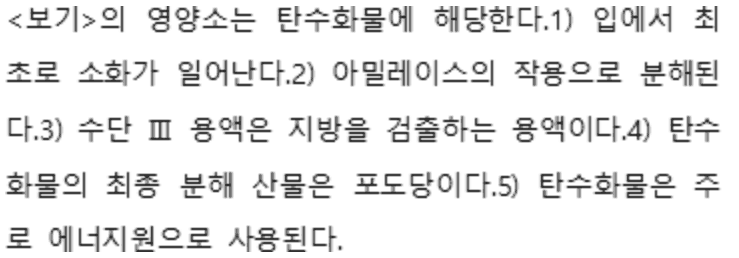 <보기>의 영양소는 탄수화물에 해당한다.1) 입에서 최
초로 소화가 일어난다.2) 아밀레이스의 작용으로 분해된
다.3) 수단 Ⅲ 용액은 지방을 검출하는 용액이다.4) 탄수
화물의 최종 분해 산물은 포도당이다.5) 탄수화물은 주
로 에너지원으로 사용된다.